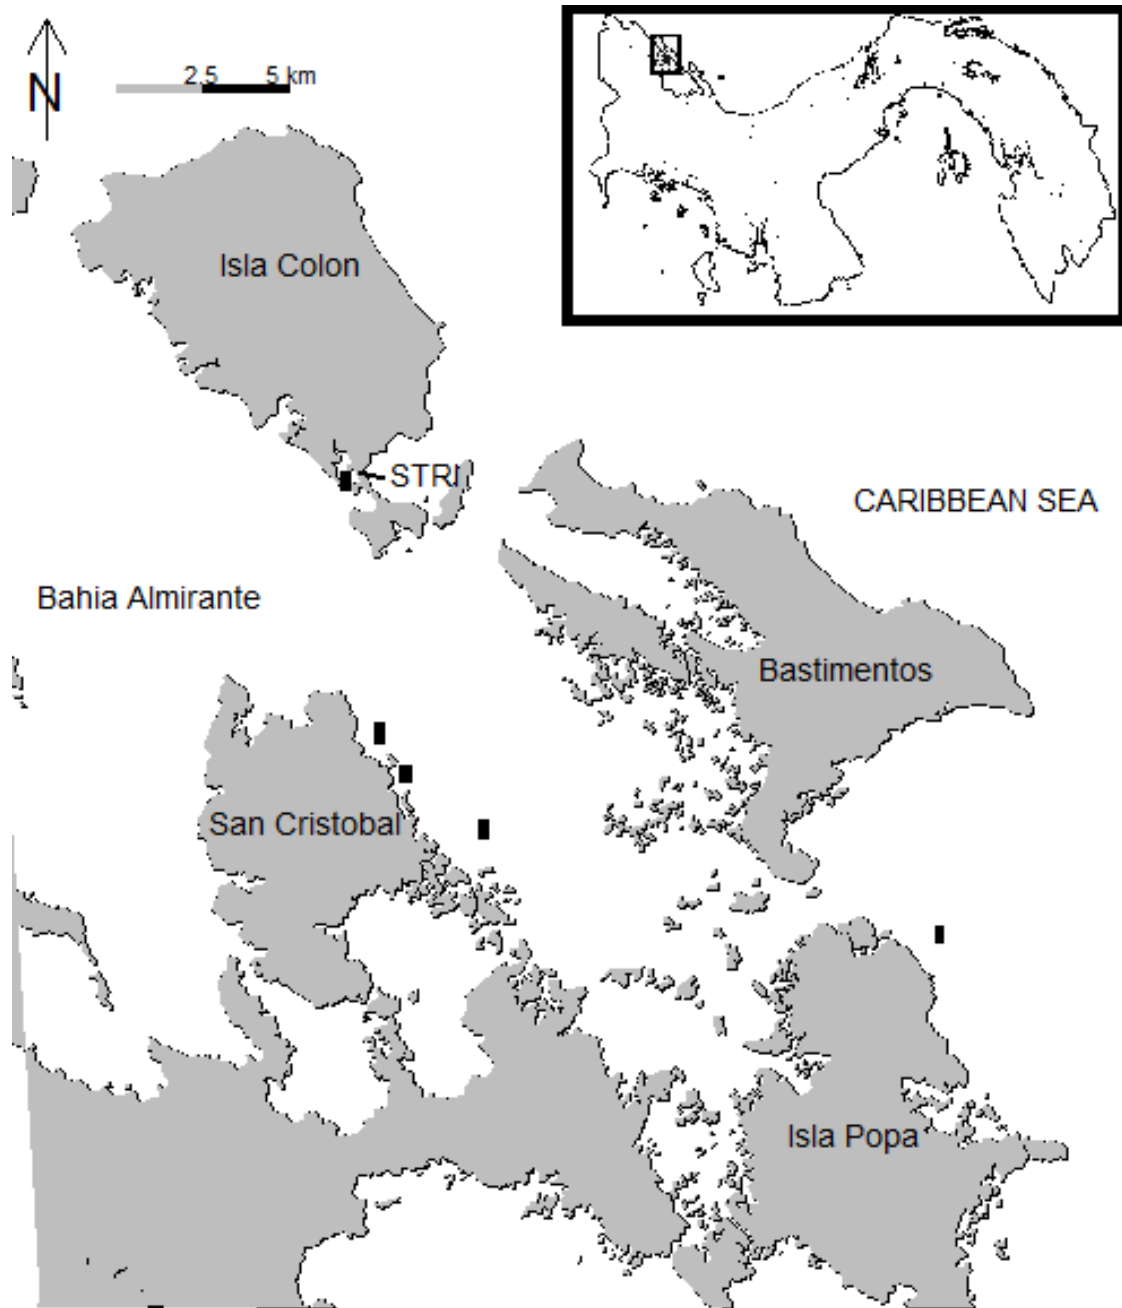 2.5 5 km
N
Isla Colon
STRI
CARIBBEAN SEA
Bahia Almirante
Bastimentos
San Cristobal
Isla Popa